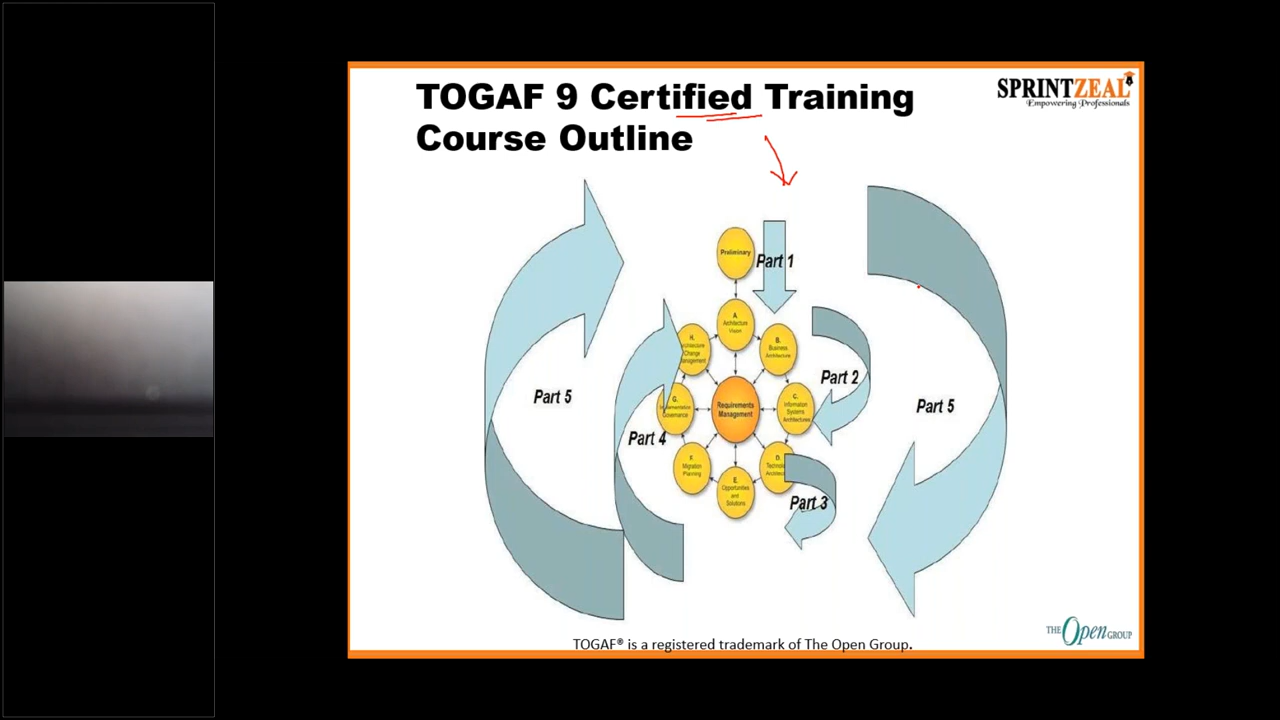 TOGAF 9 Certified Training
Course Outline
SPRINTZEAL
Empowering Professionals
Preliminary
Part 1
A.
Architecture
Vision
H.
Architecture
Change
Management
B.
Business
Architecture
Part 2
Part 5
Part 5
G.
Implementation
Governance
Requirements
Management
C.
Information
Systems
Architectures
Part 4
F.
Migration
Planning
D.
E.
Opportunities
and
Solutions
Part 3
THE Open GROUP
TOGAF® is a registered trademark of The Open Group.